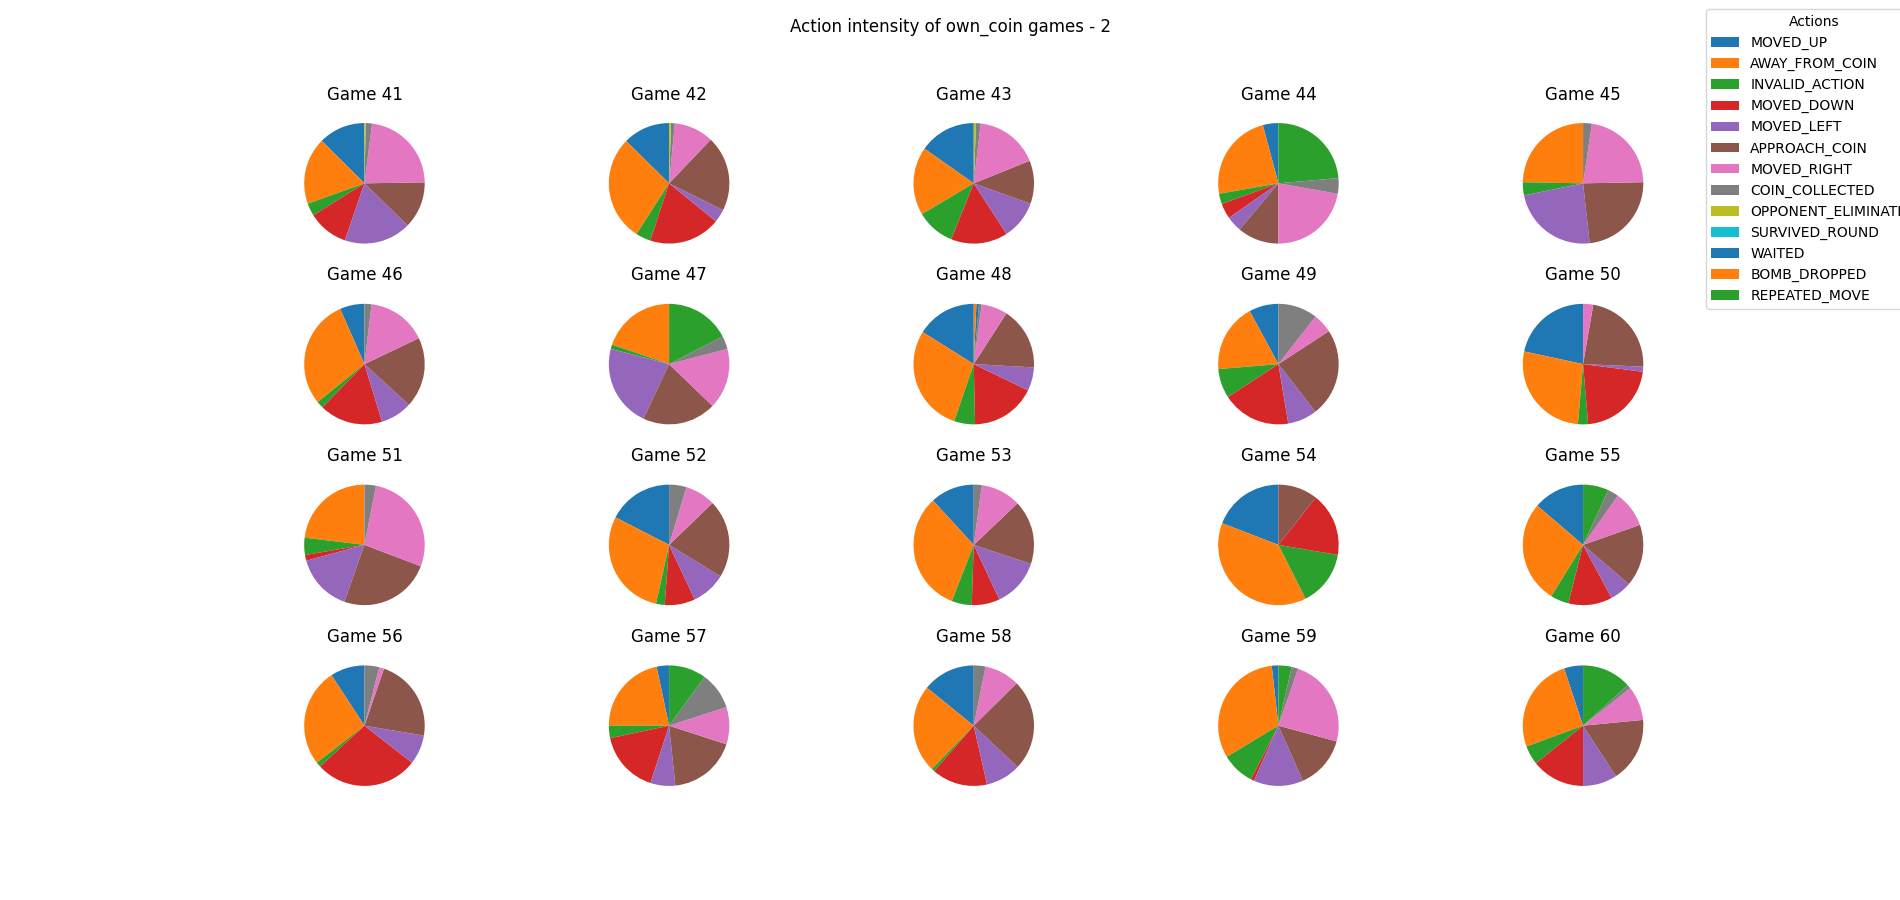 Action intensity of own_coin games - 2
Actions
MOVED_UP
AWAY_FROM_COIN
INVALID_ACTION
MOVED_DOWN
MOVED_LEFT
APPROACH_COIN
MOVED_RIGHT
COIN_COLLECTED
OPPONENT_ELIMINAT
SURVIVED_ROUND
WAITED
BOMB_DROPPED
REPEATED_MOVE
Game 41
Game 42
Game 43
Game 44
Game 45
Game 46
Game 47
Game 48
Game 49
Game 50
Game 51
Game 52
Game 53
Game 54
Game 55
Game 56
Game 57
Game 58
Game 59
Game 60